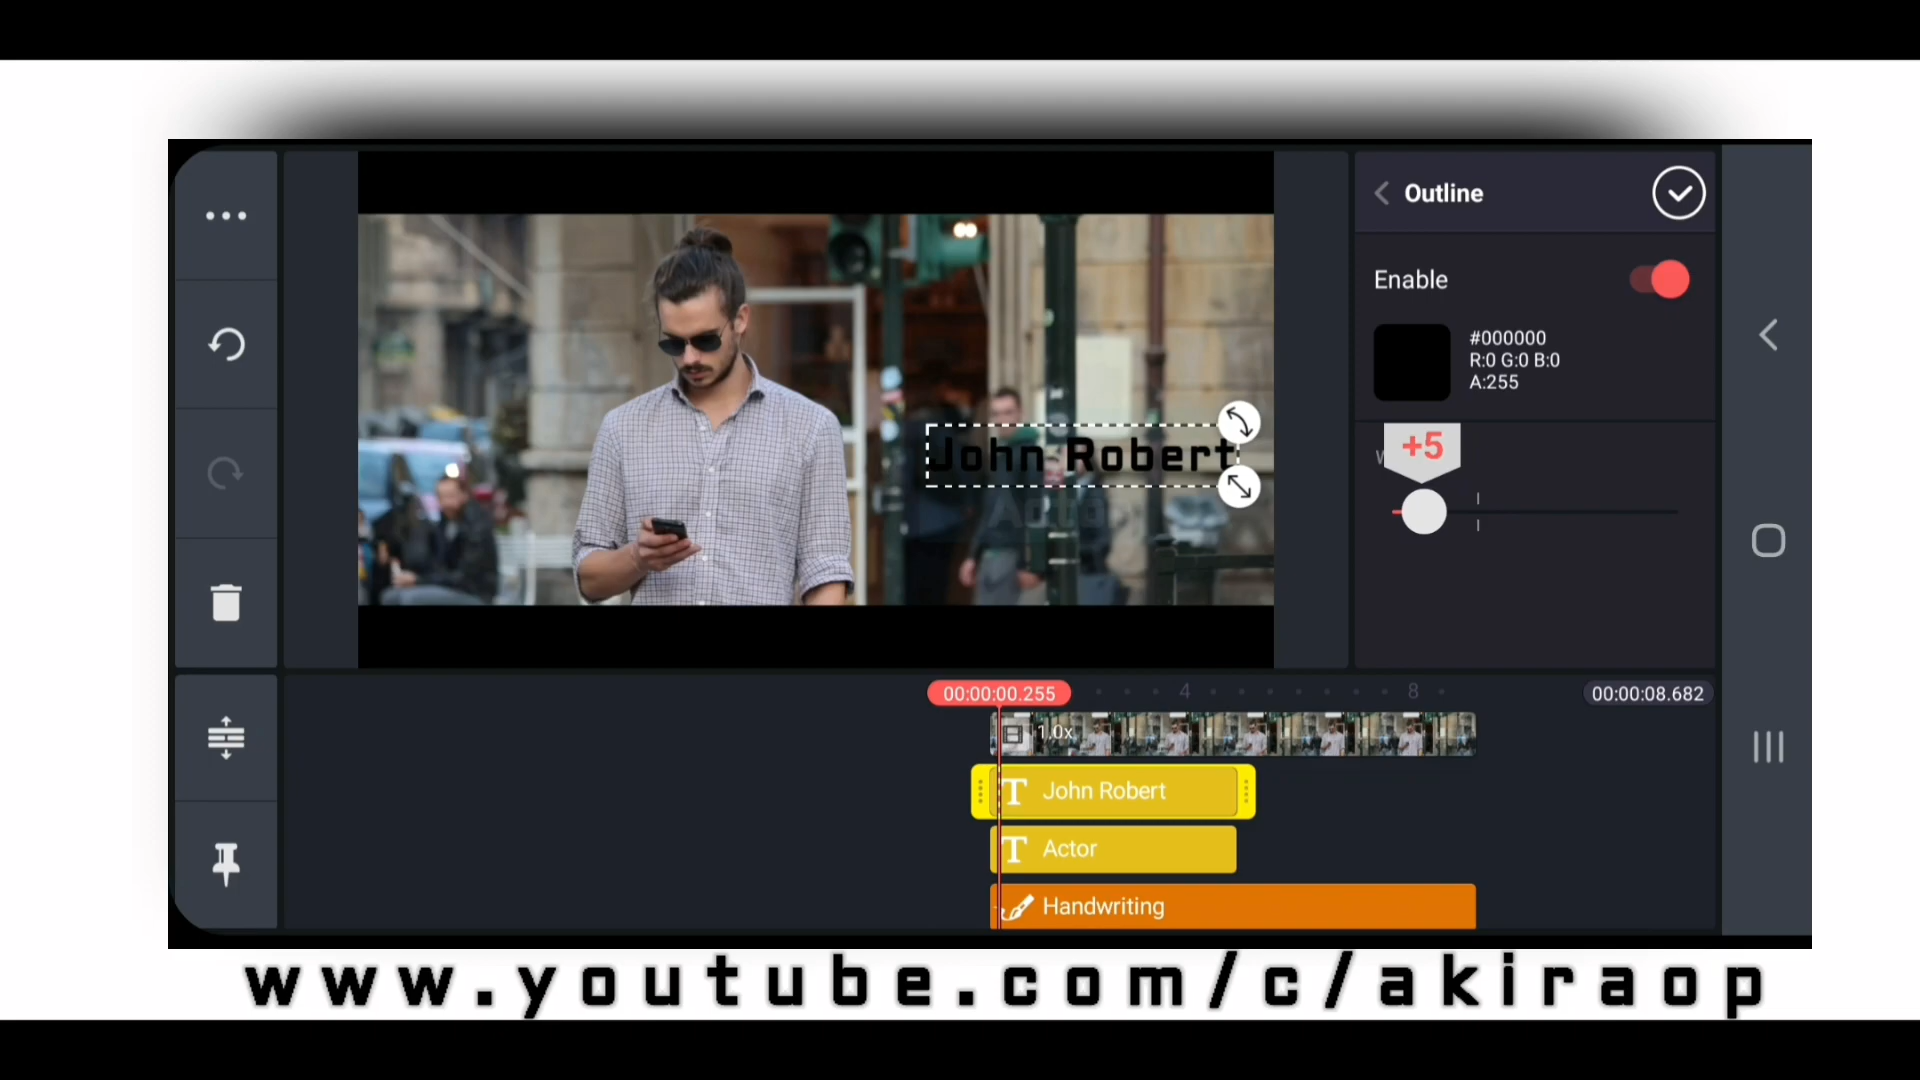 Outline
Enable
#000000
R:0 G:0 B:0
A:255
+5
John Robert
Actor
00:00:00.255
4
8
00:00:08.682
1.0x
T John Robert
T Actor
Handwriting
www.youtube.com/c/akiraop